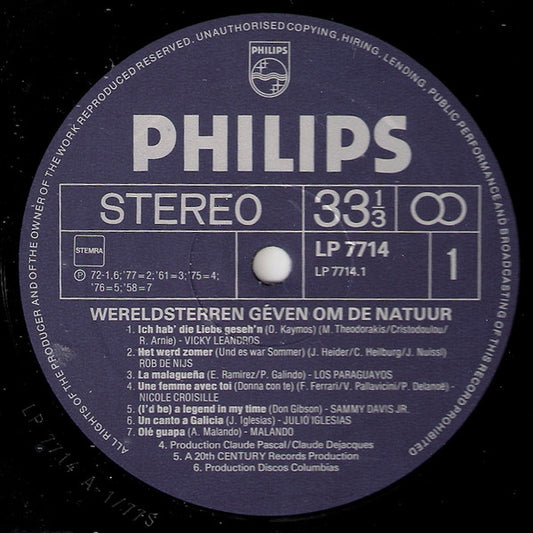 ALL RIGHTS OF THE PRODUCER AND OF THE OWNER OF THE WORK REPRODUCED RESERVED. UNAUTHORISED COPYING, HIRING, LENDING, PUBLIC PERFORMANCE AND BROADCASTING OF THIS RECORD PROHIBITED
PHILIPS
PHILIPS
STEREO
33 1/3
STEMRA
LP 7714
LP 7714.1
1
Ⓟ 72-1,6; '77=2; '61=3; '75=4;
'76=5; '58=7
WERELDSTERREN GÉVEN OM DE NATUUR
1. Ich hab' die Liebe geseh'n (O. Kaymos) (M. Theodorakis/Cristodoulou/
R. Arnie) - VICKY LEANDROS
2. Het werd zomer (Und es war Sommer) (J. Heider/C. Heilburg/J. Nuissl)
ROB DE NIJS
3. La malagueña (E. Ramirez/P. Galindo) - LOS PARAGUAYOS
4. Une femme avec toi (Donna con te) (F. Ferrari/V. Pallavicini/P. Delanoë) -
NICOLE CROISILLE
5. (I'd be) a legend in my time (Don Gibson) - SAMMY DAVIS JR.
6. Un canto a Galicia (J. Iglesias) - JULIO IGLESIAS
7. Olé guapa (A. Malando) - MALANDO
4. Production Claude Pascal/Claude Dejacques
5. A 20th CENTURY Records Production
6. Production Discos Columbias
LP 7714 A-1/77S